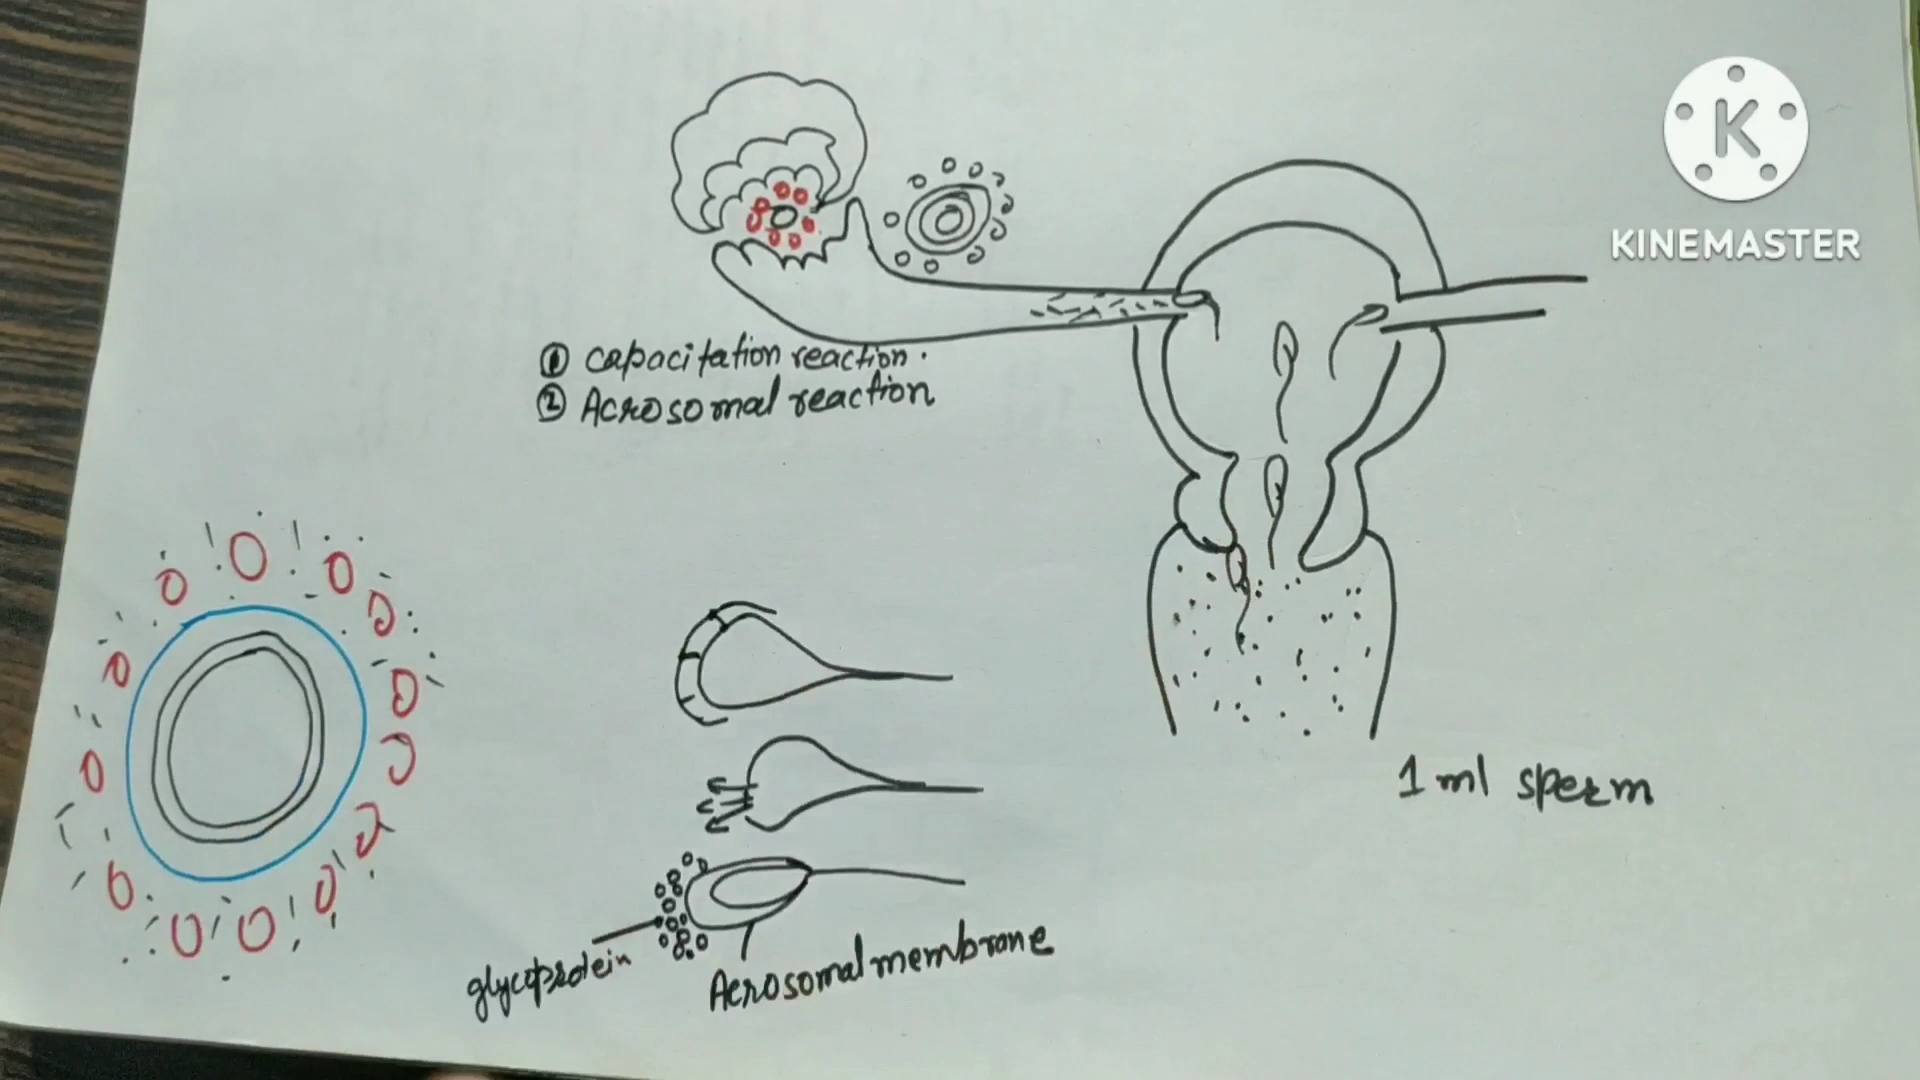 K
KINEMASTER
① capacitation reaction.
② Acrosomal reaction
1 ml sperm
glycoprotein
Acrosomal membrane